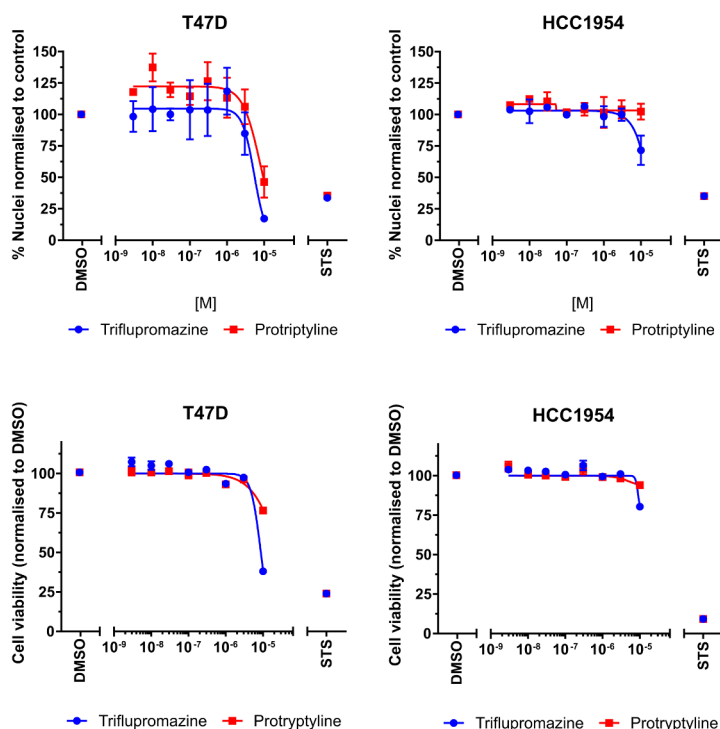 T47D
% Nuclei normalised to control
150
125
100
75
50
25
0
DMSO
10-9
10-8
10-7
10-6
10-5
STS
[M]
Triflupromazine
Protriptyline
HCC1954
% Nuclei normalised to control
150
125
100
75
50
25
0
DMSO
10-9
10-8
10-7
10-6
10-5
STS
[M]
Triflupromazine
Protriptyline
T47D
Cell viability (normalised to DMSO)
100
75
50
25
0
DMSO
10-9
10-8
10-7
10-6
10-5
STS
Triflupromazine
Protryptyline
HCC1954
Cell viability (normalised to DMSO)
100
75
50
25
0
DMSO
10-9
10-8
10-7
10-6
10-5
STS
Triflupromazine
Protryptyline